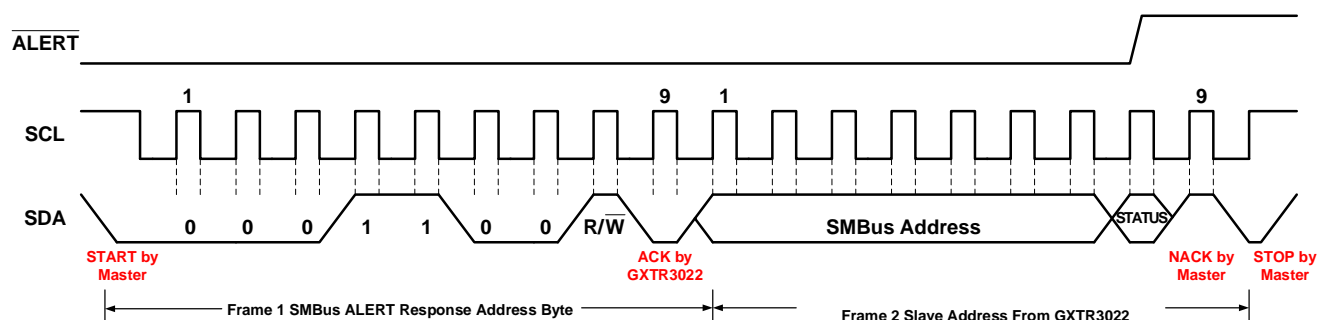 ALERT
1 9 1 9
SCL
SDA
0 0 0 1 1 0 0 R/W SMBus Address STATUS
START by
Master
ACK by
GXTR3022
NACK by
Master
STOP by
Master
Frame 1 SMBus ALERT Response Address Byte
Frame 2 Slave Address From GXTR3022